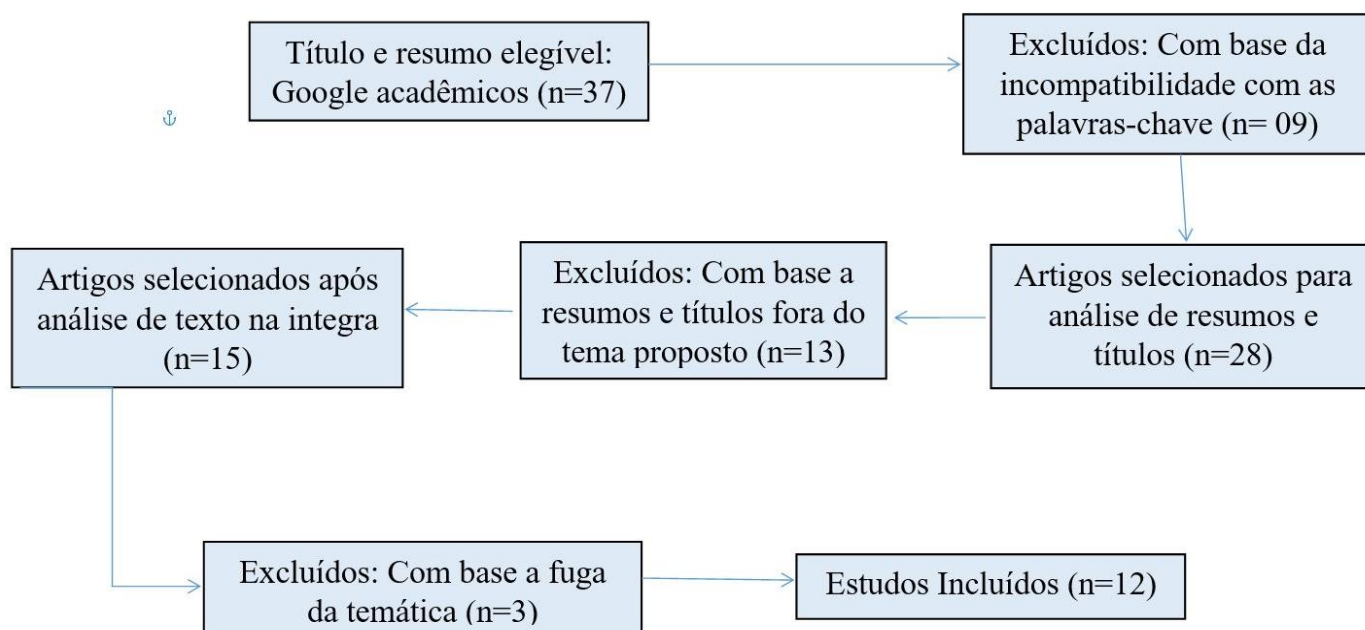 Título e resumo elegível:
Google acadêmicos (n=37)
Excluídos: Com base da
incompatibilidade com as
palavras-chave (n= 09)
Artigos selecionados para
análise de resumos e
títulos (n=28)
Excluídos: Com base a
resumos e títulos fora do
tema proposto (n=13)
Artigos selecionados após
análise de texto na integra
(n=15)
Excluídos: Com base a fuga
da temática (n=3)
Estudos Incluídos (n=12)